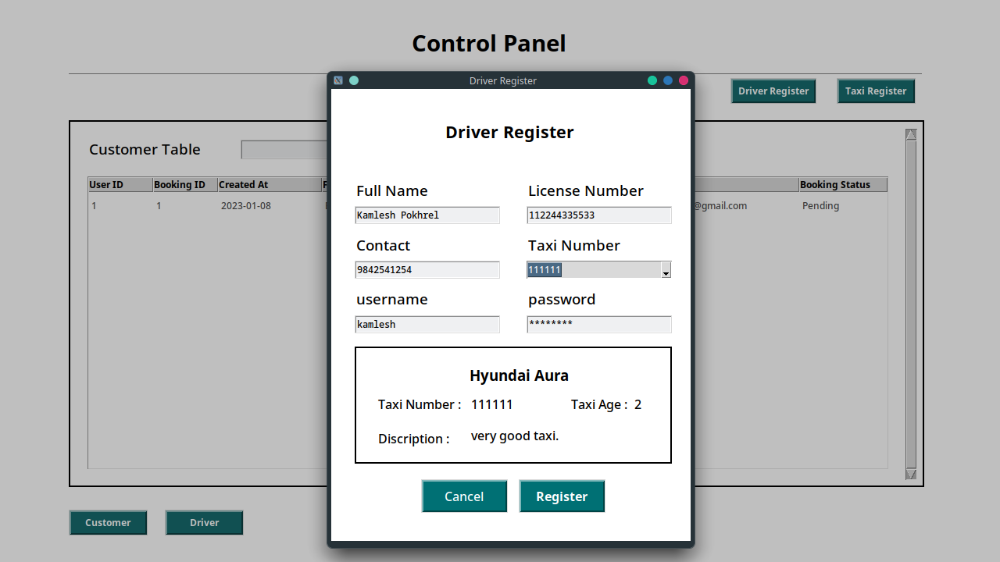 Control Panel
Driver Register
Driver Register Taxi Register
Customer Table
User ID Booking ID Created At Booking Status
1 1 2023-01-08 @gmail.com Pending
Driver Register
Full Name License Number
Kamlesh Pokhrel 112244335533
Contact Taxi Number
9842541254 111111
username password
kamlesh ********
Hyundai Aura
Taxi Number : 111111 Taxi Age : 2
Discription : very good taxi.
Cancel Register
Customer Driver